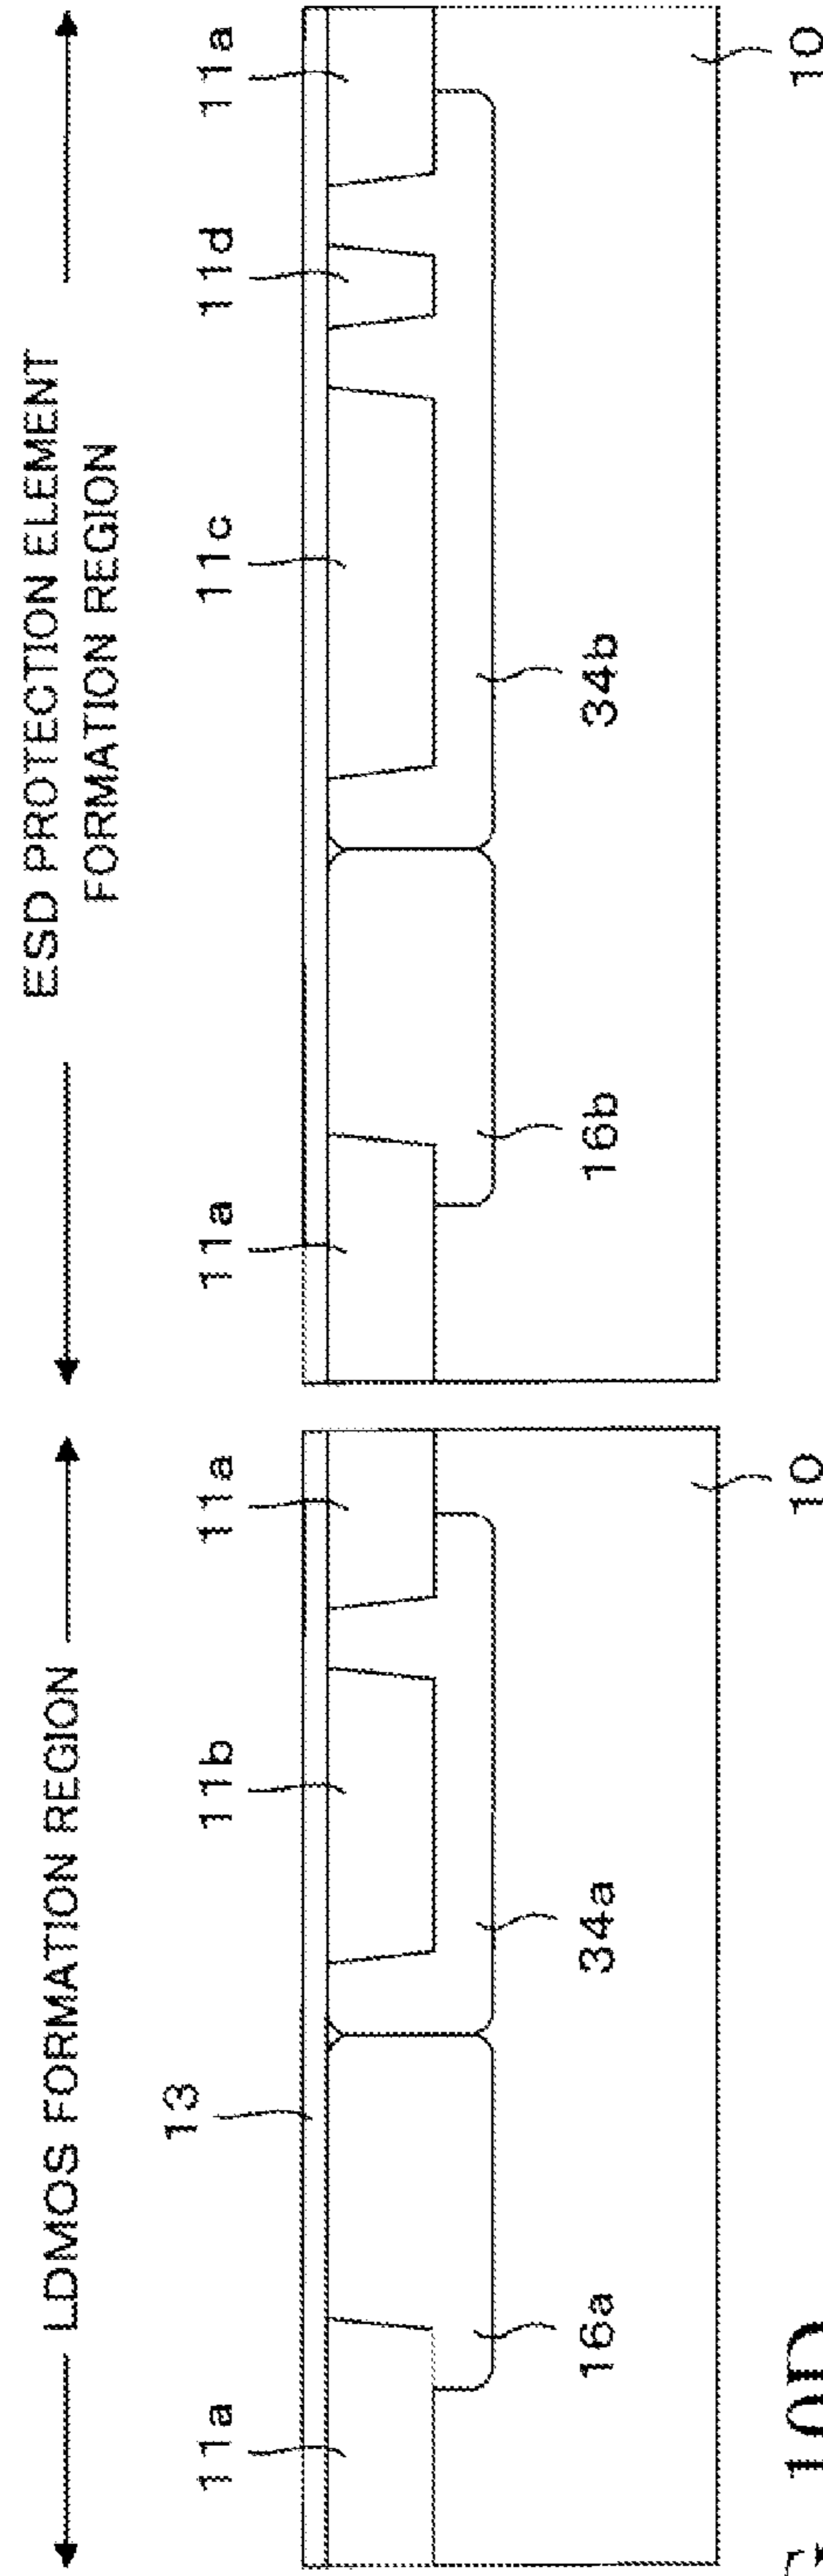 LDMOS FORMATION REGION
ESD PROTECTION ELEMENT
FORMATION REGION
11a
13
11b
11a
11a
11c
11d
11a
16a
34a
16b
34b
10
10
10D